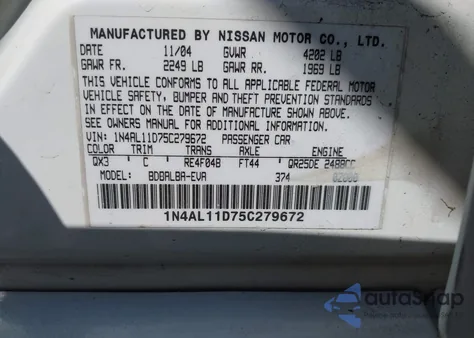 MANUFACTURED BY NISSAN MOTOR CO., LTD.
DATE 11/04 GVWR 4202 LB
GAWR FR. 2249 LB GAWR RR. 1969 LB
THIS VEHICLE CONFORMS TO ALL APPLICABLE FEDERAL MOTOR
VEHICLE SAFETY, BUMPER AND THEFT PREVENTION STANDARDS
IN EFFECT ON THE DATE OF MANUFACTURE SHOWN ABOVE.
SEE OWNERS MANUAL FOR ADDITIONAL INFORMATION.
VIN: 1N4AL11D75C279672 PASSENGER CAR
COLOR TRIM TRANS AXLE ENGINE
QX3 C RE4F04B FT44 QR25DE 2488CC
MODEL: BDBALBA-EVA 374
1N4AL11D75C279672
autoSnap